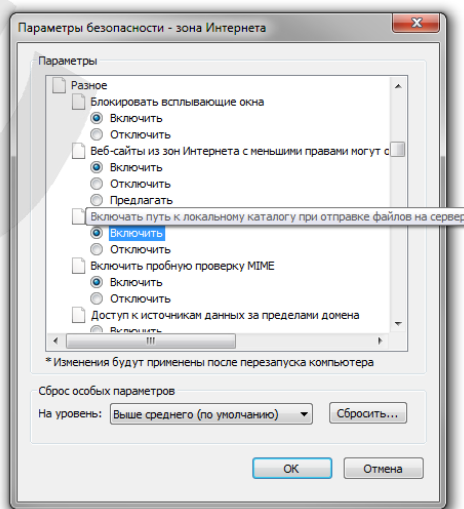 Параметры безопасности - зона Интернета
Параметры
Разное
Блокировать всплывающие окна
Включить
Отключить
Веб-сайты из зон Интернета с меньшими правами могут о
Включить
Отключить
Предлагать
Включать путь к локальному каталогу при отправке файлов на сервер
Включить
Отключить
Включить пробную проверку MIME
Включить
Отключить
Доступ к источникам данных за пределами домена
Включить
* Изменения будут применены после перезапуска компьютера
Сброс особых параметров
На уровень: Выше среднего (по умолчанию) Сбросить...
OK Отмена